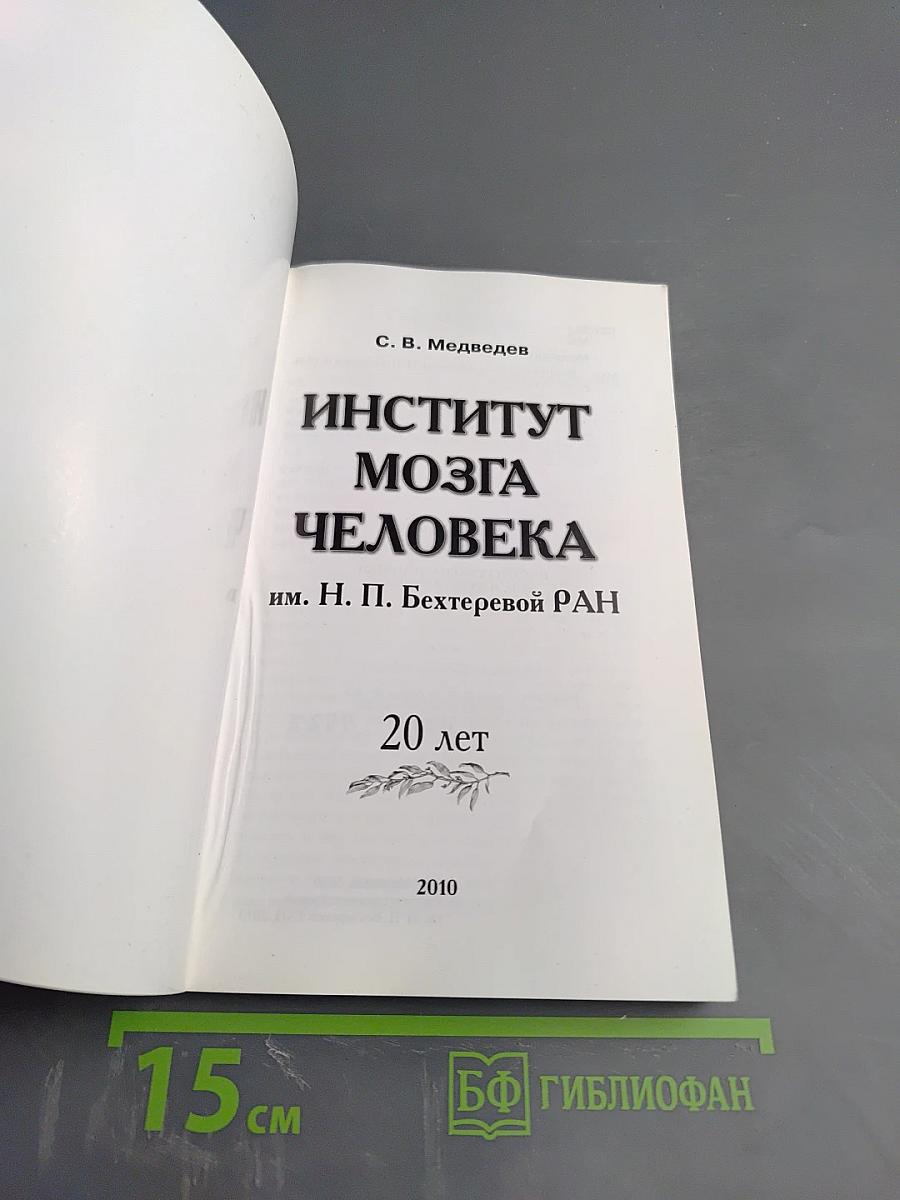 С. В. Медведев
ИНСТИТУТ
МОЗГА
ЧЕЛОВЕКА
им. Н. П. Бехтеревой РАН
20 лет
2010
15 см
БФ ГИБЛИОФАН